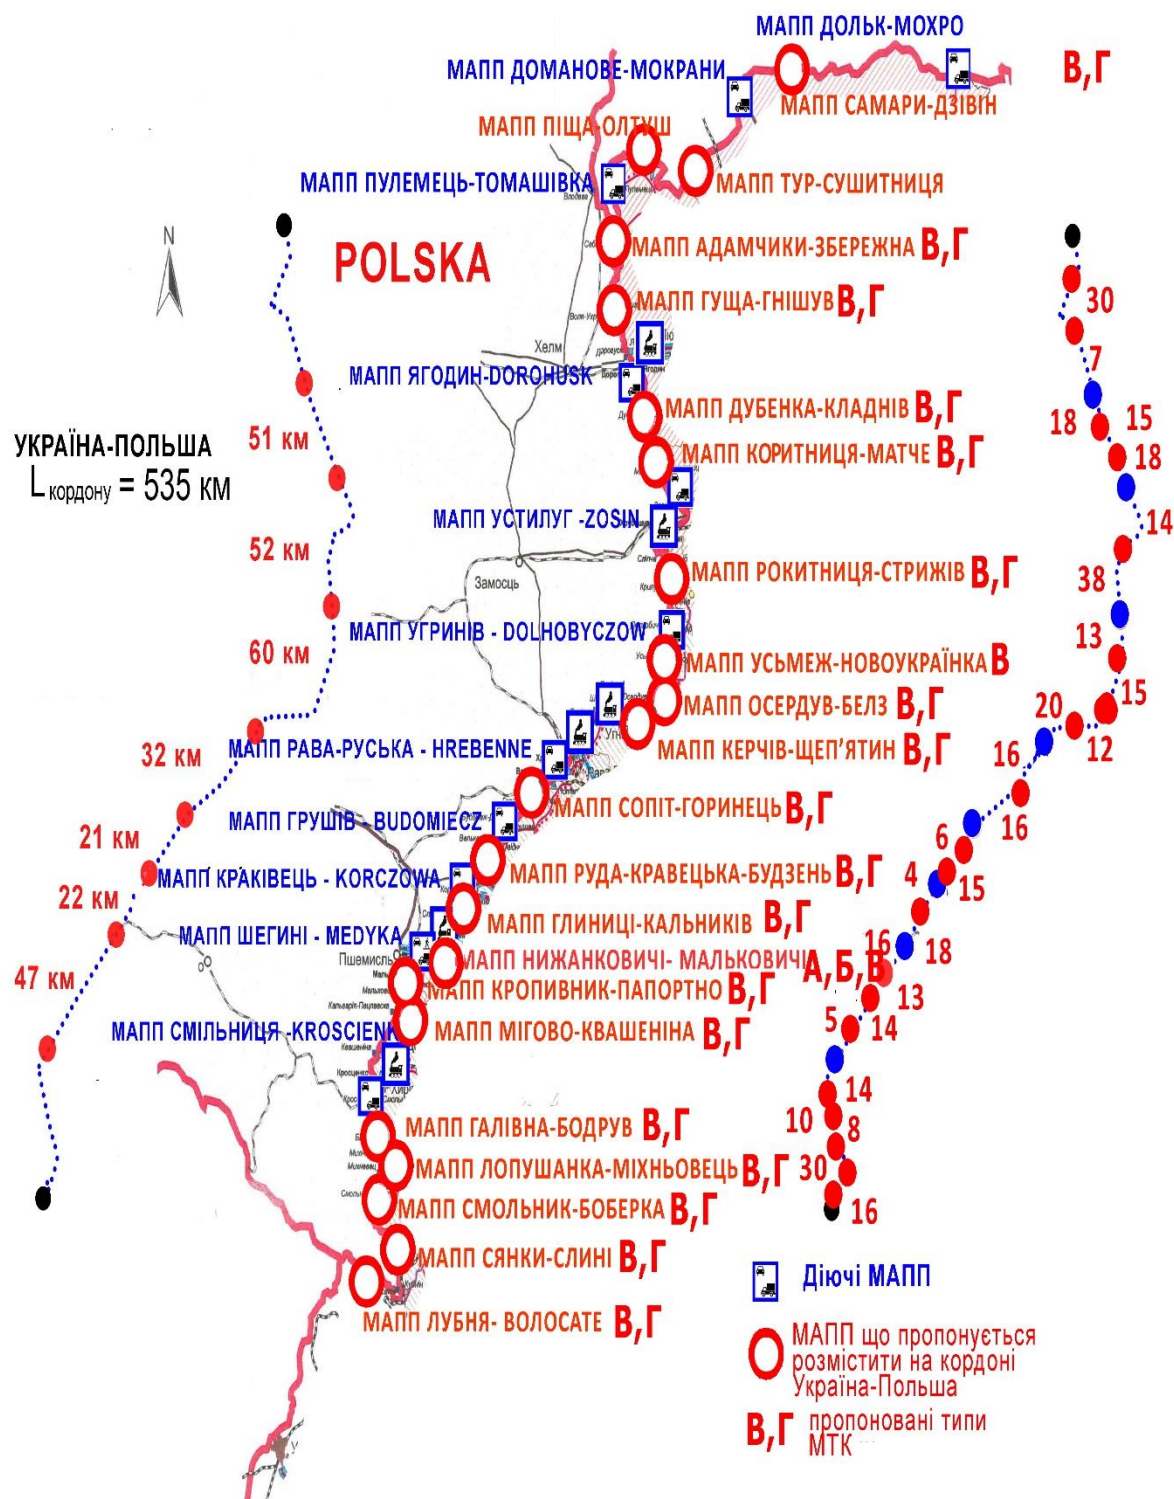 МАПП ДОЛЬК-МОХРО
МАПП ДОМАНОВЕ-МОКРАНИ
В,Г
МАПП САМАРИ-ДЗІВІН
МАПП ПІЩА-ОЛТУШ
МАПП ПУЛЕМЕЦЬ-ТОМАШІВКА
МАПП ТУР-СУШИТНИЦЯ
N
POLSKA
МАПП АДАМЧИКИ-ЗБЕРЕЖНА В,Г
МАПП ГУЩА-ГНІШУВ В,Г
30
Хелм
7
МАПП ЯГОДИН-DOROHUSK
МАПП ДУБЕНКА-КЛАДНІВ В,Г
18
15
51 км
УКРАЇНА-ПОЛЬША
L кордону = 535 км
МАПП КОРИТНИЦЯ-МАТЧЕ В,Г
18
МАПП УСТИЛУГ -ZOSIN
14
52 км
Замосць
МАПП РОКИТНИЦЯ-СТРИЖІВ В,Г
38
МАПП УГРИНІВ - DOLHOBYCZOW
13
60 км
МАПП УСЬМЕЖ-НОВОУКРАЇНКА В
МАПП ОСЕРДУВ-БЕЛЗ В,Г
15
20
12
32 км
МАПП РАВА-РУСЬКА - HREBENNE
МАПП КЕРЧІВ-ЩЕП’ЯТИН В,Г
16
МАПП СОПІТ-ГОРИНЕЦЬ В,Г
16
МАПП ГРУШІВ - BUDOMIECZ
21 км
6
МАПП РУДА-КРАВЕЦЬКА-БУДЗЕНЬ В,Г
4
15
МАПП КРАКІВЕЦЬ - KORCZOWA
22 км
МАПП ГЛИНИЦІ-КАЛЬНИКІВ В,Г
МАПП ШЕГИНІ - MEDYKA
16
18
Пшемисль
МАПП НИЖАНКОВИЧІ- МАЛЬКОВИЧІ А,Б,В
47 км
МАПП КРОПИВНИК-ПАПОРТНО В,Г
13
МАПП СМІЛЬНИЦЯ -KROSCIENK
МАПП МІГОВО-КВАШЕНІНА В,Г
5
14
14
МАПП ГАЛІВНА-БОДРУВ В,Г
10
8
МАПП ЛОПУШАНКА-МІХНЬОВЕЦЬ В,Г
30
МАПП СМОЛЬНИК-БОБЕРКА В,Г
16
МАПП СЯНКИ-СЛИНІ В,Г
МАПП ЛУБНЯ- ВОЛОСАТЕ В,Г
Діючі МАПП
МАПП що пропонується
розмістити на кордоні
Україна-Польша
В,Г пропоновані типи
МТК